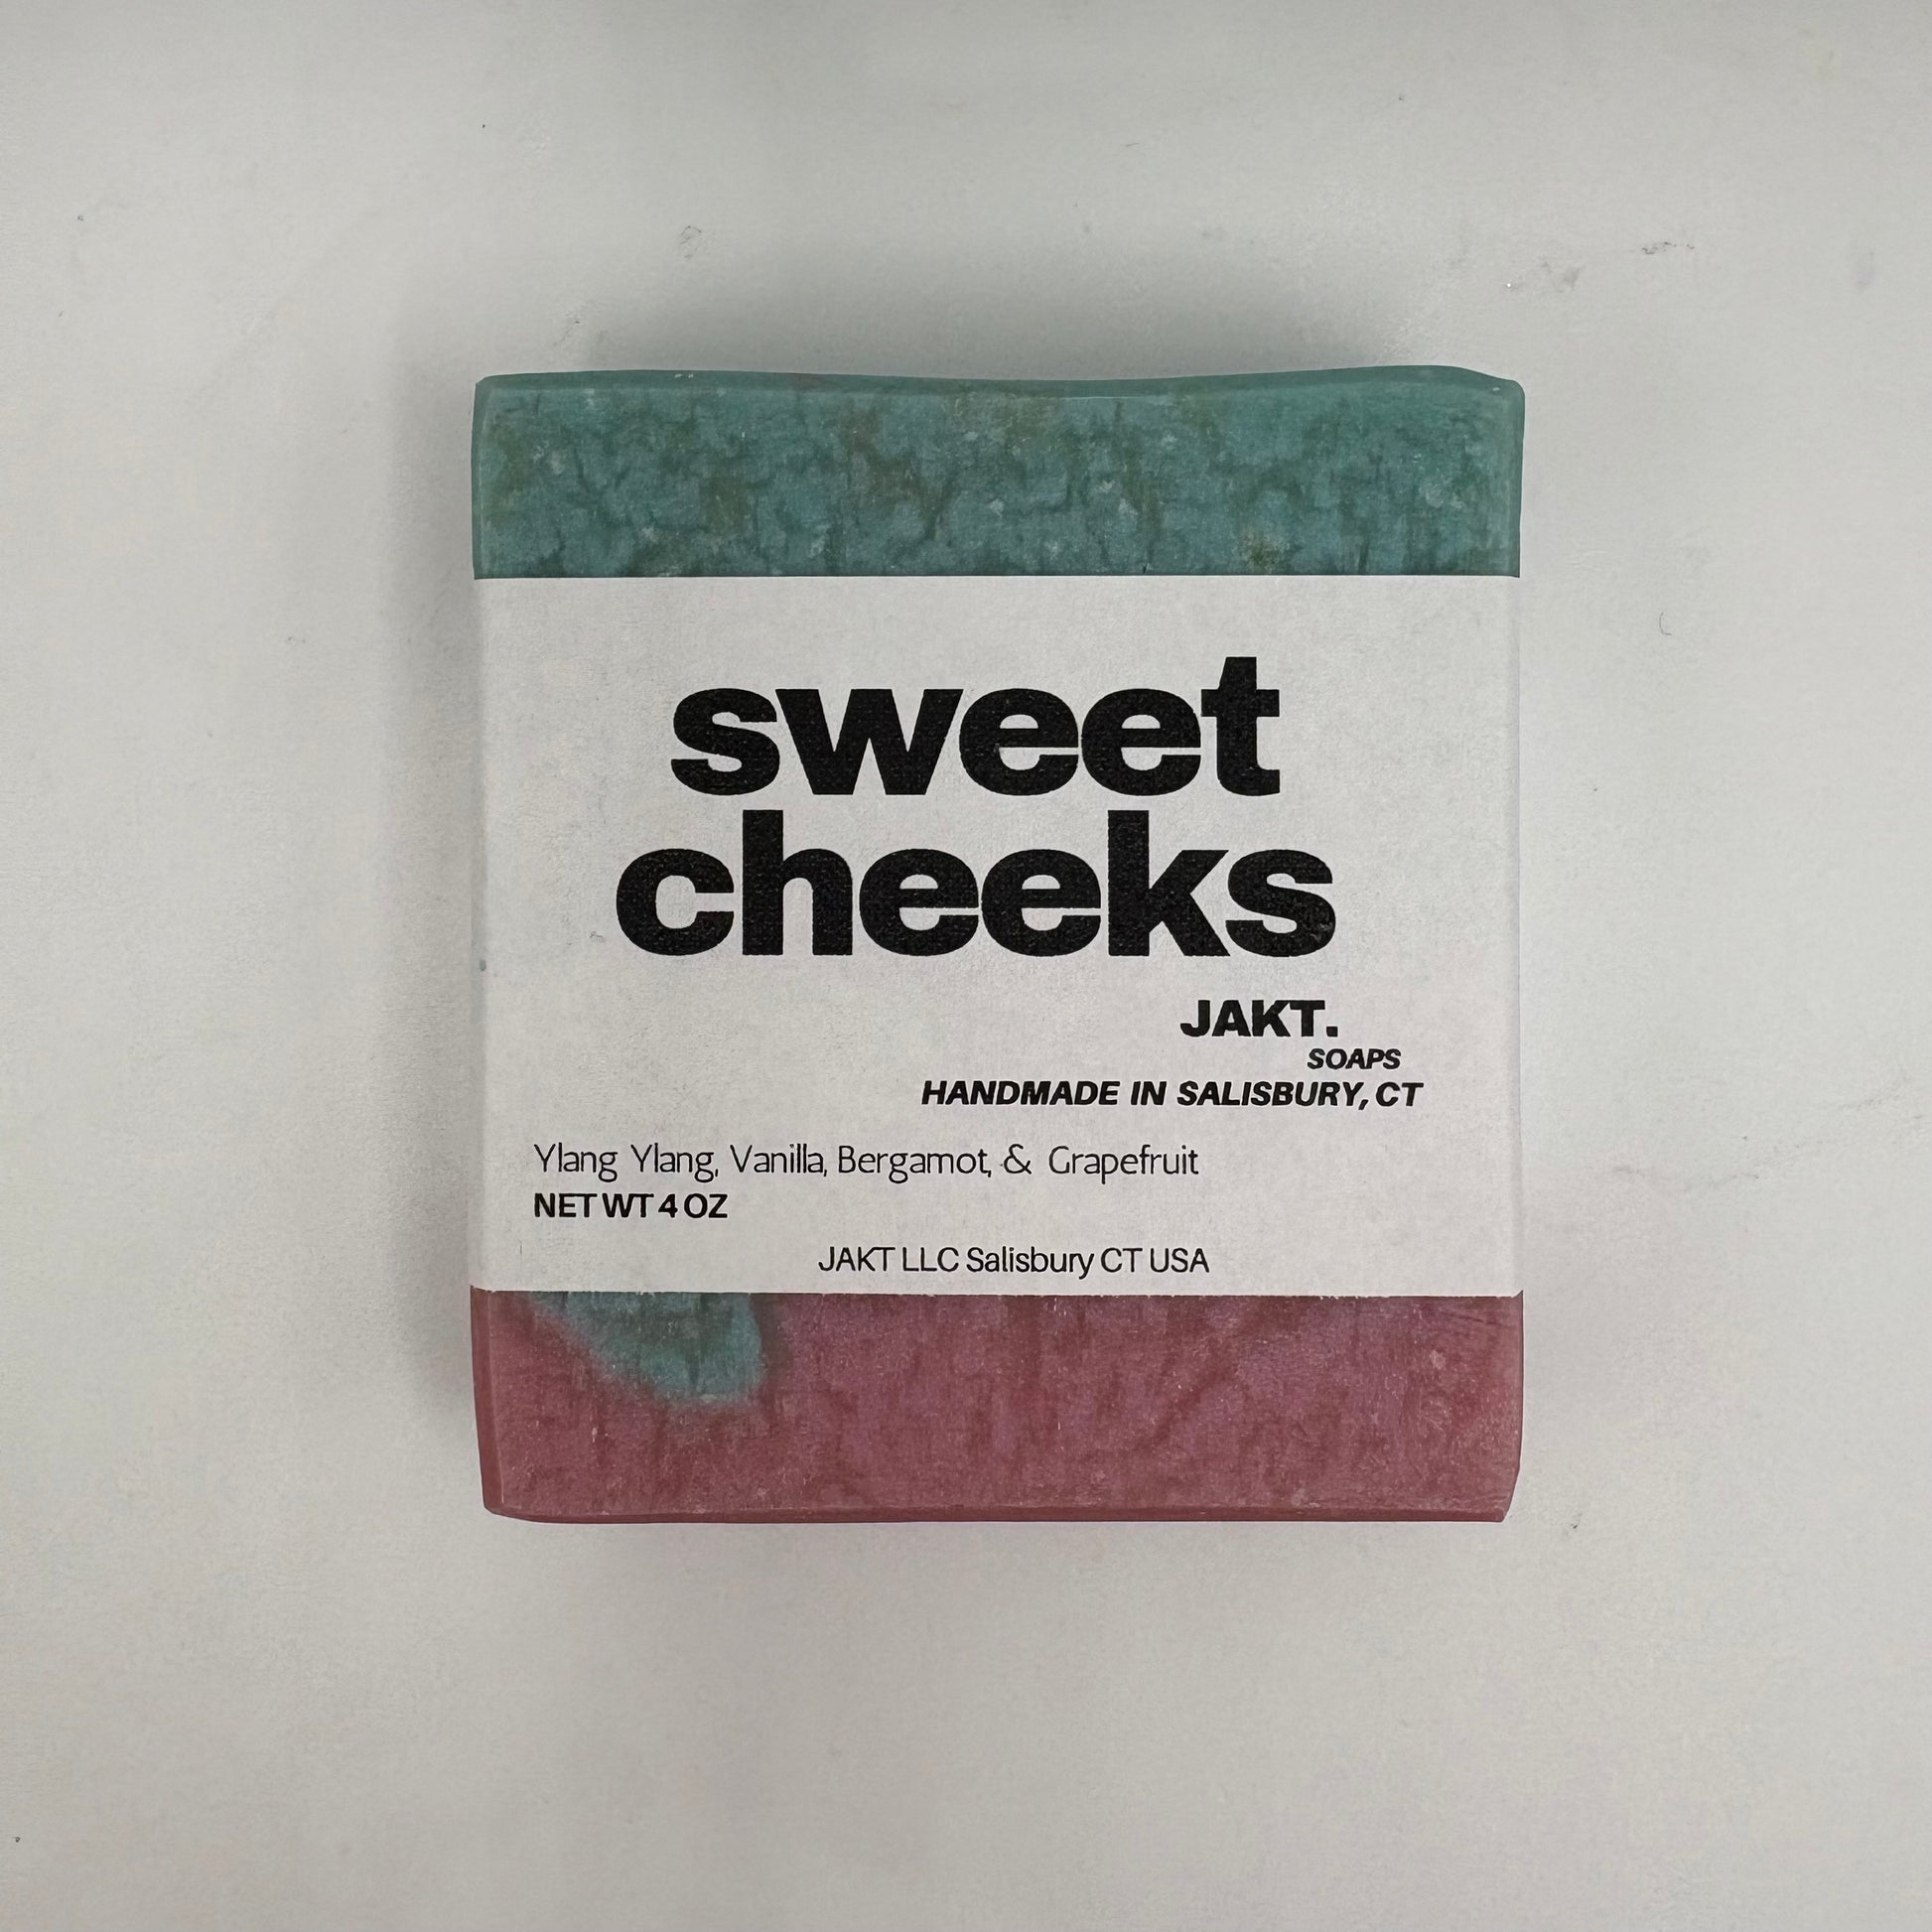 sweet
cheeks
JAKT.
SOAPS
HANDMADE IN SALISBURY, CT
Ylang Ylang, Vanilla, Bergamot, & Grapefruit
NET WT 4 OZ
JAKT LLC Salisbury CT USA